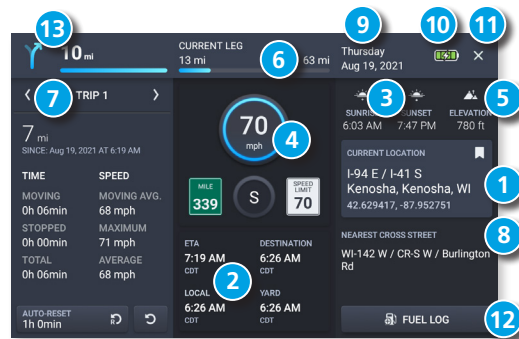 13
10 mi
CURRENT LEG
13 mi
6
63 mi
9
Thursday
Aug 19, 2021
10
11
7
TRIP 1
7 mi
SINCE: Aug 19, 2021 AT 6:19 AM
TIME
SPEED
MOVING
0h 06min
MOVING AVG.
68 mph
STOPPED
0h 00min
MAXIMUM
71 mph
TOTAL
0h 06min
AVERAGE
68 mph
AUTO-RESET
1h 0min
R
70
mph
4
MILE
339
S
SPEED
LIMIT
70
ETA
7:19 AM
CDT
DESTINATION
6:26 AM
CDT
2
LOCAL
6:26 AM
CDT
YARD
6:26 AM
CDT
3
SUNRISE
6:03 AM
SUNSET
7:47 PM
5
ELEVATION
780 ft
CURRENT LOCATION
I-94 E / I-41 S
Kenosha, Kenosha, WI
42.629417, -87.952751
1
NEAREST CROSS STREET
8
WI-142 W / CR-S W / Burlington
Rd
FUEL LOG
12